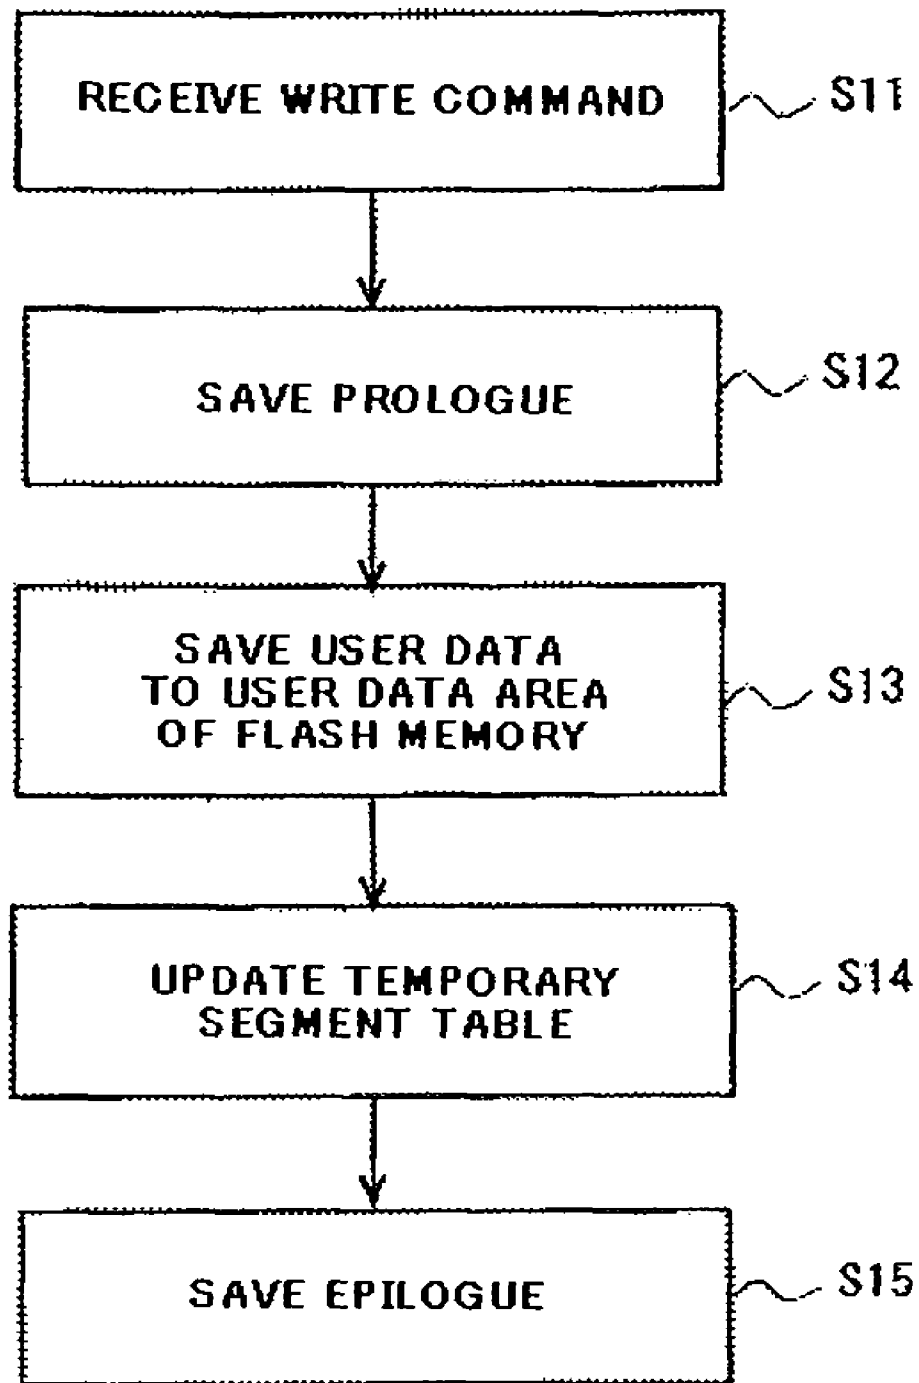 RECEIVE WRITE COMMAND
S11
SAVE PROLOGUE
S12
SAVE USER DATA
TO USER DATA AREA
OF FLASH MEMORY
S13
UPDATE TEMPORARY
SEGMENT TABLE
S14
SAVE EPILOGUE
S15